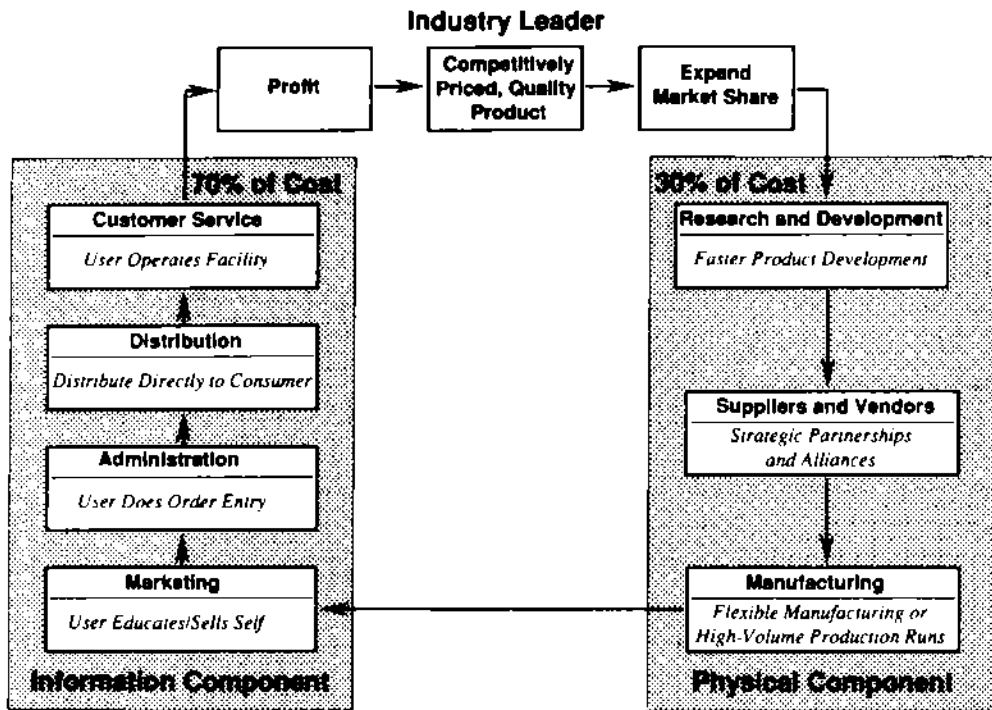 Industry Leader
Profit
Competitively
Priced, Quality
Product
Expand
Market Share
70% of Cost
Customer Service
User Operates Facility
Distribution
Distribute Directly to Consumer
Administration
User Does Order Entry
Marketing
User Educates/Sells Self
Information Component
30% of Cost
Research and Development
Faster Product Development
Suppliers and Vendors
Strategic Partnerships
and Alliances
Manufacturing
Flexible Manufacturing or
High-Volume Production Runs
Physical Component